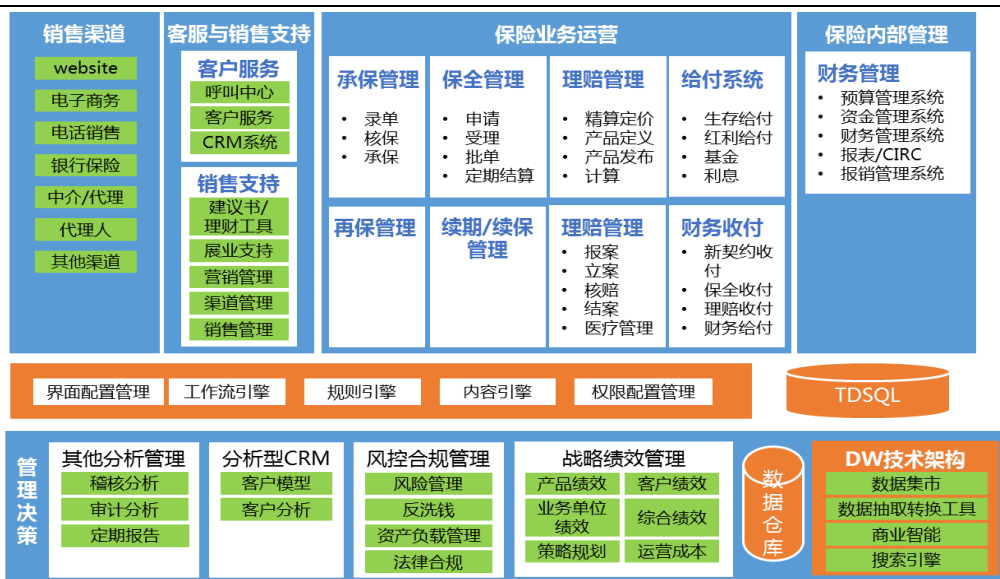 销售渠道
website
电子商务
电话销售
银行保险
中介/代理
代理人
其他渠道
客服与销售支持
客户服务
呼叫中心
客户服务
CRM系统
销售支持
建议书/
理财工具
展业支持
营销管理
渠道管理
销售管理
保险业务运营
承保管理
• 录单
• 核保
• 承保
保全管理
• 申请
• 受理
• 批单
• 定期结算
理赔管理
• 精算定价
• 产品定义
• 产品发布
• 计算
给付系统
• 生存给付
• 红利给付
• 基金
• 利息
再保管理
续期/续保
管理
理赔管理
• 报案
• 立案
• 核赔
• 结案
• 医疗管理
财务收付
• 新契约收
付
• 保全收付
• 理赔收付
• 财务给付
保险内部管理
财务管理
• 预算管理系统
• 资金管理系统
• 财务管理系统
• 报表/CIRC
• 报销管理系统
界面配置管理
工作流引擎
规则引擎
内容引擎
权限配置管理
TDSQL
管理决策
其他分析管理
稽核分析
审计分析
定期报告
分析型CRM
客户模型
客户分析
风控合规管理
风险管理
反洗钱
资产负载管理
法律合规
战略绩效管理
产品绩效
客户绩效
业务单位
绩效
综合绩效
策略规划
运营成本
数据仓库
DW技术架构
数据集市
数据抽取转换工具
商业智能
搜索引擎